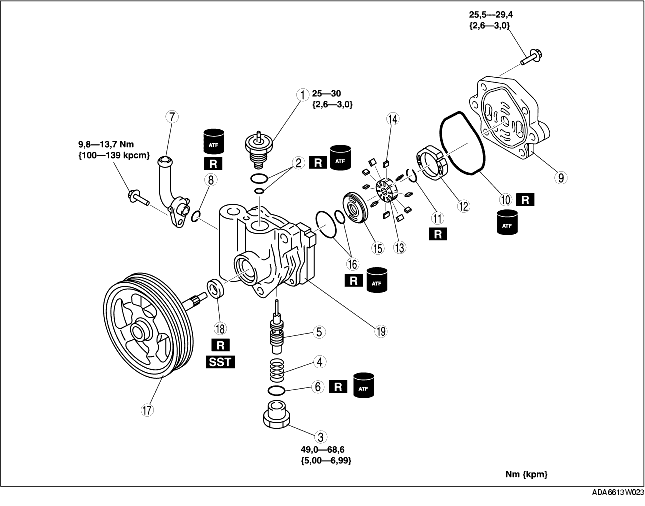 25,5—29,4
{2,6—3,0}
1
25—30
{2,6—3,0}
7
14
ATF
R
9,8—13,7 Nm
{100—139 kpcm}
2
R
ATF
8
9
10
R
ATF
12
11
R
13
15
16
R
ATF
18
R
SST
5
19
4
6
R
ATF
17
3
49,0—68,6
{5,00—6,99}
Nm {kpm}
ADA6613W023